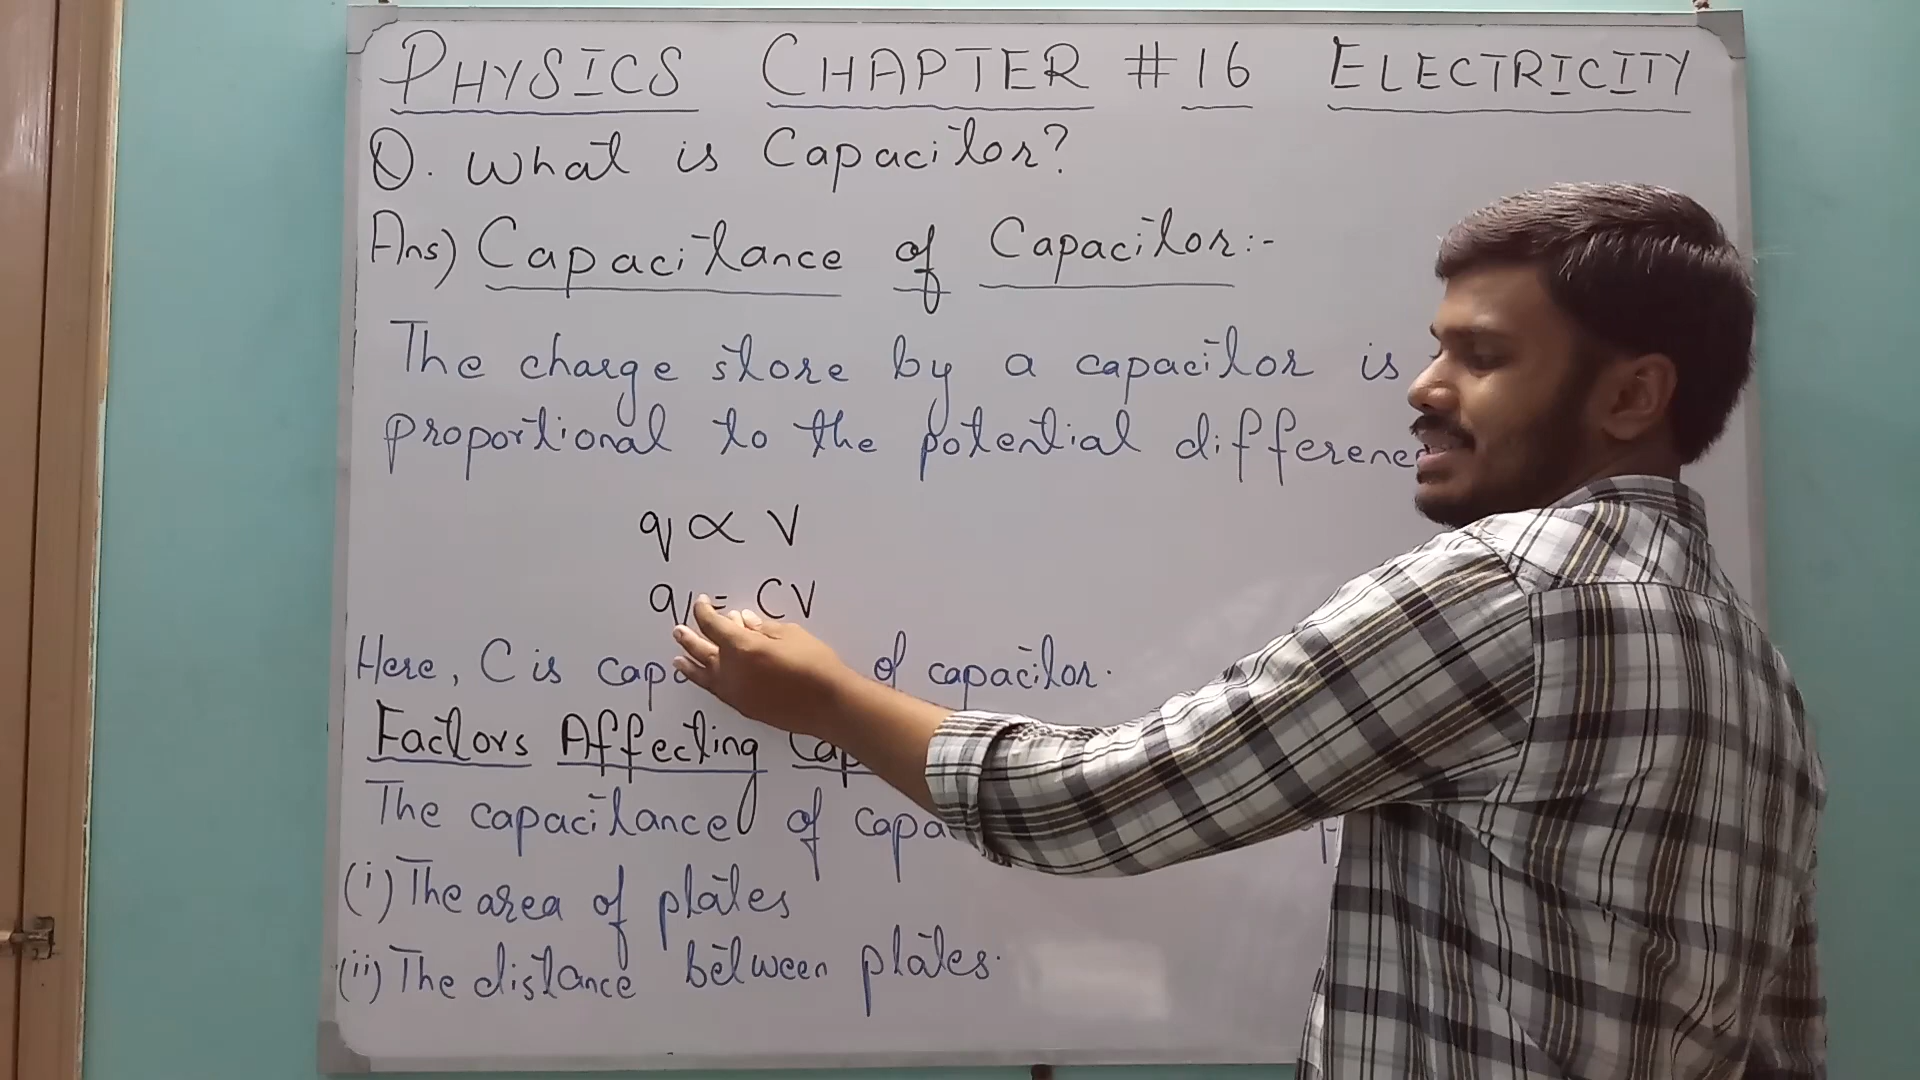 PHYSICS CHAPTER #16 ELECTRICITY
Q. What is Capacitor?
Ans) Capacitance of Capacitor:-
The charge store by a capacitor is
proportional to the potential difference
q ∝ V
q = CV
Here, C is of capacitor.
Factors Affecting
The capacitance of
(i) The area of plates
(ii) The distance between plates.